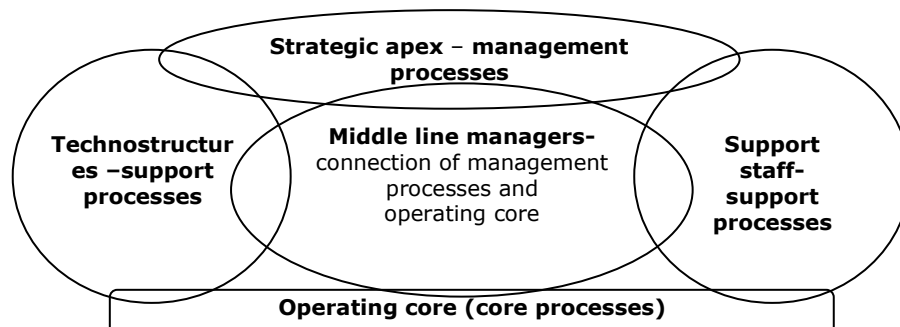 Strategic apex – management
processes
Technostructur
es –support
processes
Middle line managers-
connection of management
processes and
operating core
Support
staff-
support
processes
Operating core (core processes)